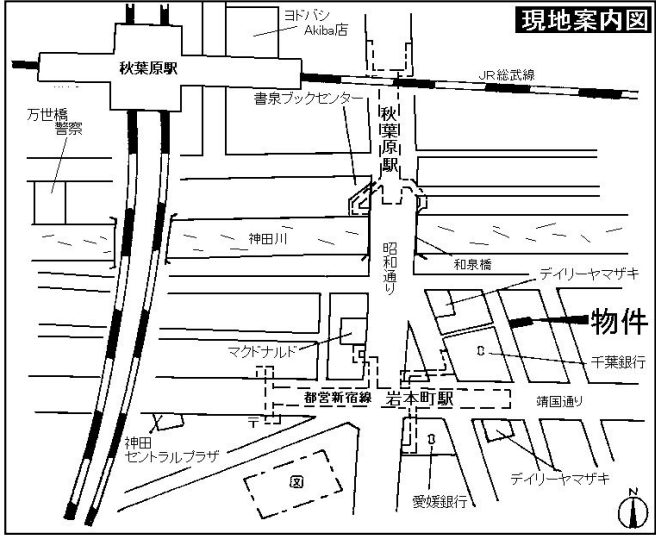 現地案内図
ヨドバシ
Akiba店
秋葉原駅
JR総武線
書泉ブックセンター
万世橋
警察
秋葉原駅
神田川
昭和通り
和泉橋
デイリーヤマザキ
物件
マクドナルド
千葉銀行
都営新宿線
岩本町駅
靖国通り
〒
神田
セントラルプラザ
愛媛銀行
デイリーヤマザキ
N